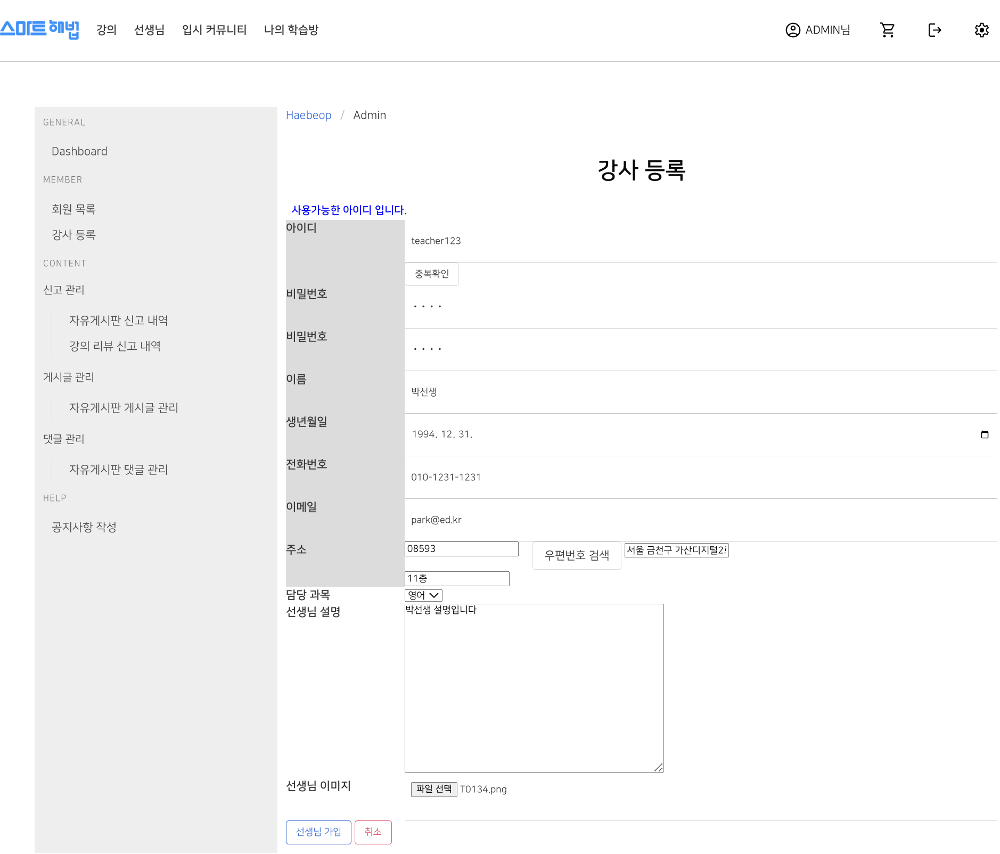 스마트해법 강의 선생님 입시 커뮤니티 나의 학습방 ADMIN님
GENERAL
Dashboard
MEMBER
회원 목록
강사 등록
CONTENT
신고 관리
자유게시판 신고 내역
강의 리뷰 신고 내역
게시글 관리
자유게시판 게시글 관리
댓글 관리
자유게시판 댓글 관리
HELP
공지사항 작성
Haebeop / Admin
강사 등록
사용가능한 아이디 입니다.
아이디
teacher123
중복확인
비밀번호
····
비밀번호
····
이름
박선생
생년월일
1994. 12. 31.
전화번호
010-1231-1231
이메일
park@ed.kr
주소
08593 우편번호 검색 서울 금천구 가산디지털2
11층
담당 과목 영어
선생님 설명 박선생 설명입니다
선생님 이미지 파일 선택 T0134.png
선생님 가입 취소